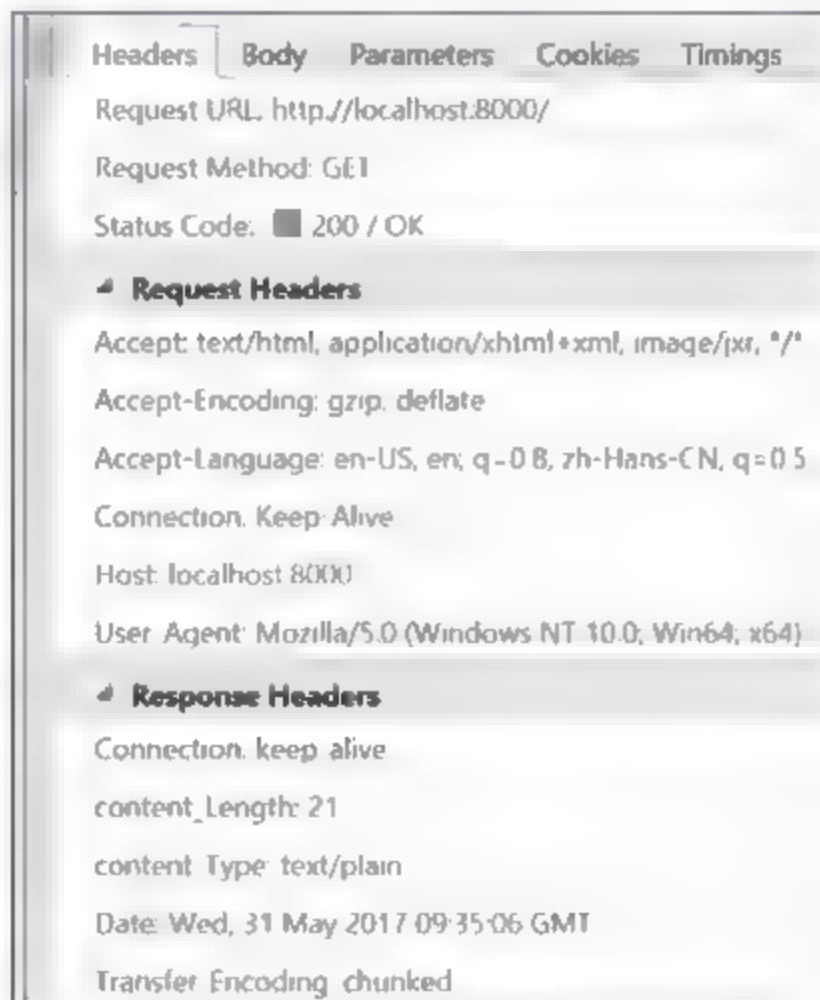 Headers Body Parameters Cookies Timings
Request URL: http://localhost:8000/
Request Method: GET
Status Code: 200 / OK
Request Headers
Accept: text/html, application/xhtml+xml, image/jxr, */*
Accept-Encoding: gzip, deflate
Accept-Language: en-US, en; q=0.8, zh-Hans-CN; q=0.5
Connection: Keep-Alive
Host: localhost:8000
User-Agent: Mozilla/5.0 (Windows NT 10.0; Win64; x64)
Response Headers
Connection: keep-alive
content_Length: 21
content_Type: text/plain
Date: Wed, 31 May 2017 09:35:06 GMT
Transfer-Encoding: chunked